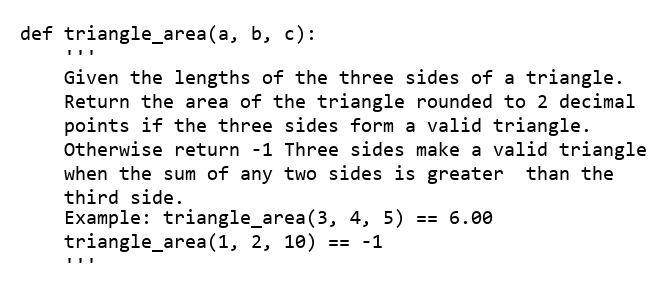 def triangle_area(a, b, c):
    '''
    Given the lengths of the three sides of a triangle.
    Return the area of the triangle rounded to 2 decimal
    points if the three sides form a valid triangle.
    Otherwise return -1 Three sides make a valid triangle
    when the sum of any two sides is greater  than the
    third side.
    Example: triangle_area(3, 4, 5) == 6.00
    triangle_area(1, 2, 10) == -1
    '''